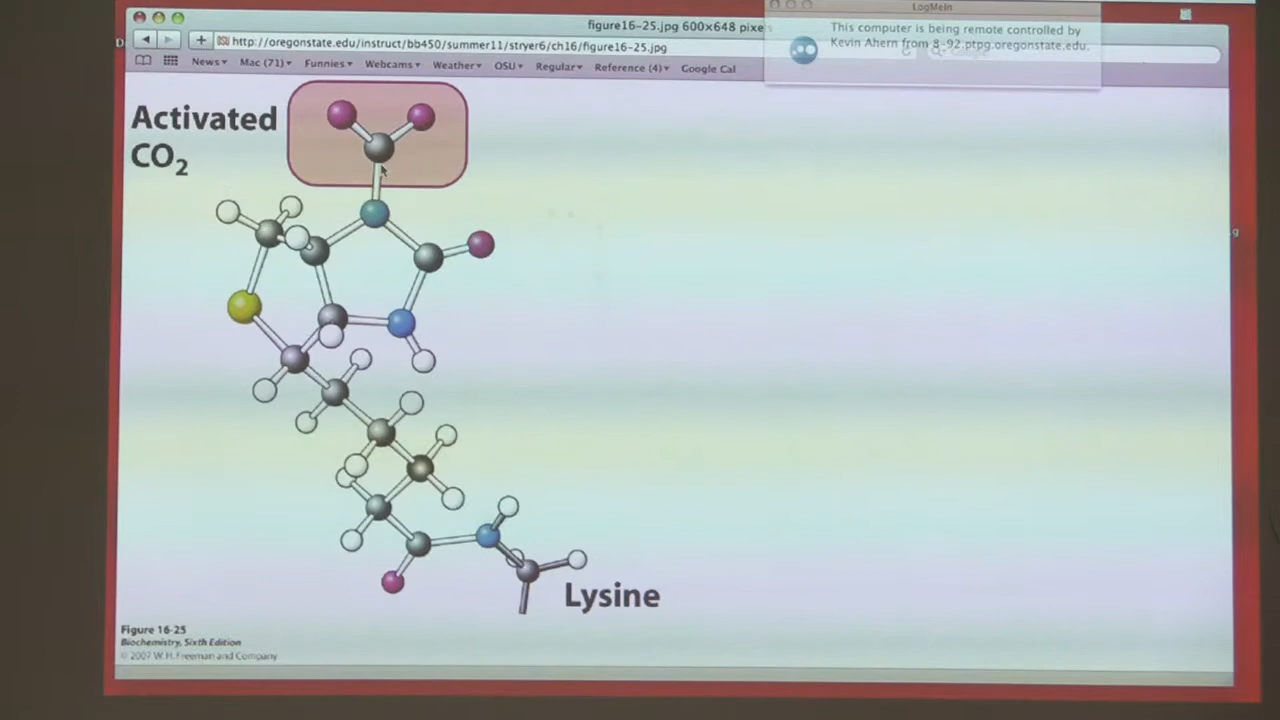 figure16-25.jpg 600×648 pixe
LogMeIn
This computer is being remote controlled by
Kevin Ahern from 8-92.ptpg.oregonstate.edu.
http://oregonstate.edu/instruct/bb450/summer11/stryer6/ch16/figure16-25.jpg
News Mac (71) Funnies Webcams Weather OSU Regular Reference (4) Google Cal
D
g
Activated
CO₂
Lysine
Figure 16-25
Biochemistry, Sixth Edition
© 2007 W. H. Freeman and Company